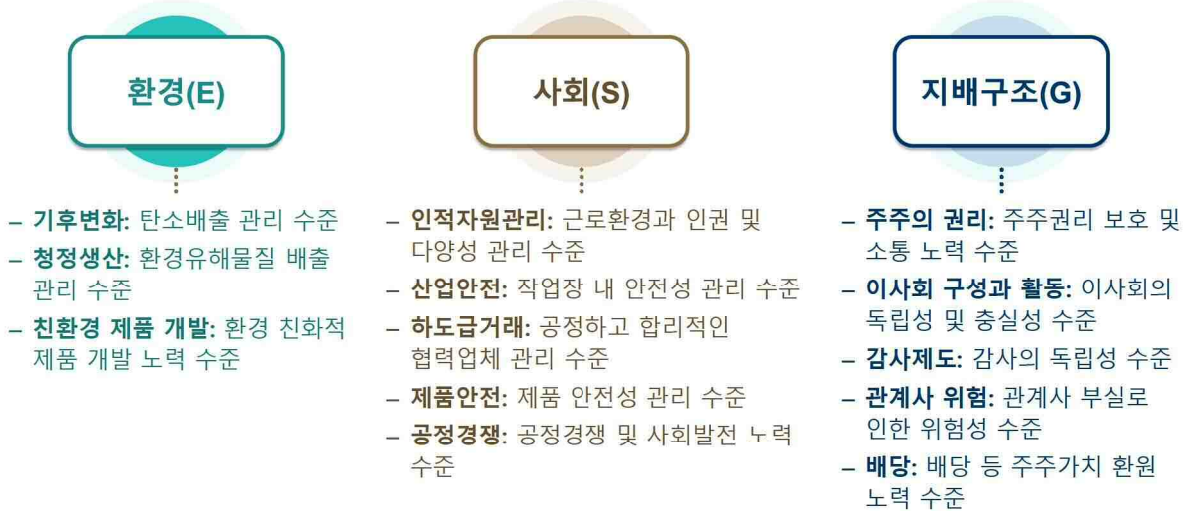 환경(E)
– 기후변화: 탄소배출 관리 수준
– 청정생산: 환경유해물질 배출
관리 수준
– 친환경 제품 개발: 환경 친화적
제품 개발 노력 수준
사회(S)
– 인적자원관리: 근로환경과 인권 및
다양성 관리 수준
– 산업안전: 작업장 내 안전성 관리 수준
– 하도급거래: 공정하고 합리적인
협력업체 관리 수준
– 제품안전: 제품 안전성 관리 수준
– 공정경쟁: 공정경쟁 및 사회발전 노력
수준
지배구조(G)
– 주주의 권리: 주주권리 보호 및
소통 노력 수준
– 이사회 구성과 활동: 이사회의
독립성 및 충실성 수준
– 감사제도: 감사의 독립성 수준
– 관계사 위험: 관계사 부실로
인한 위험성 수준
– 배당: 배당 등 주주가치 환원
노력 수준